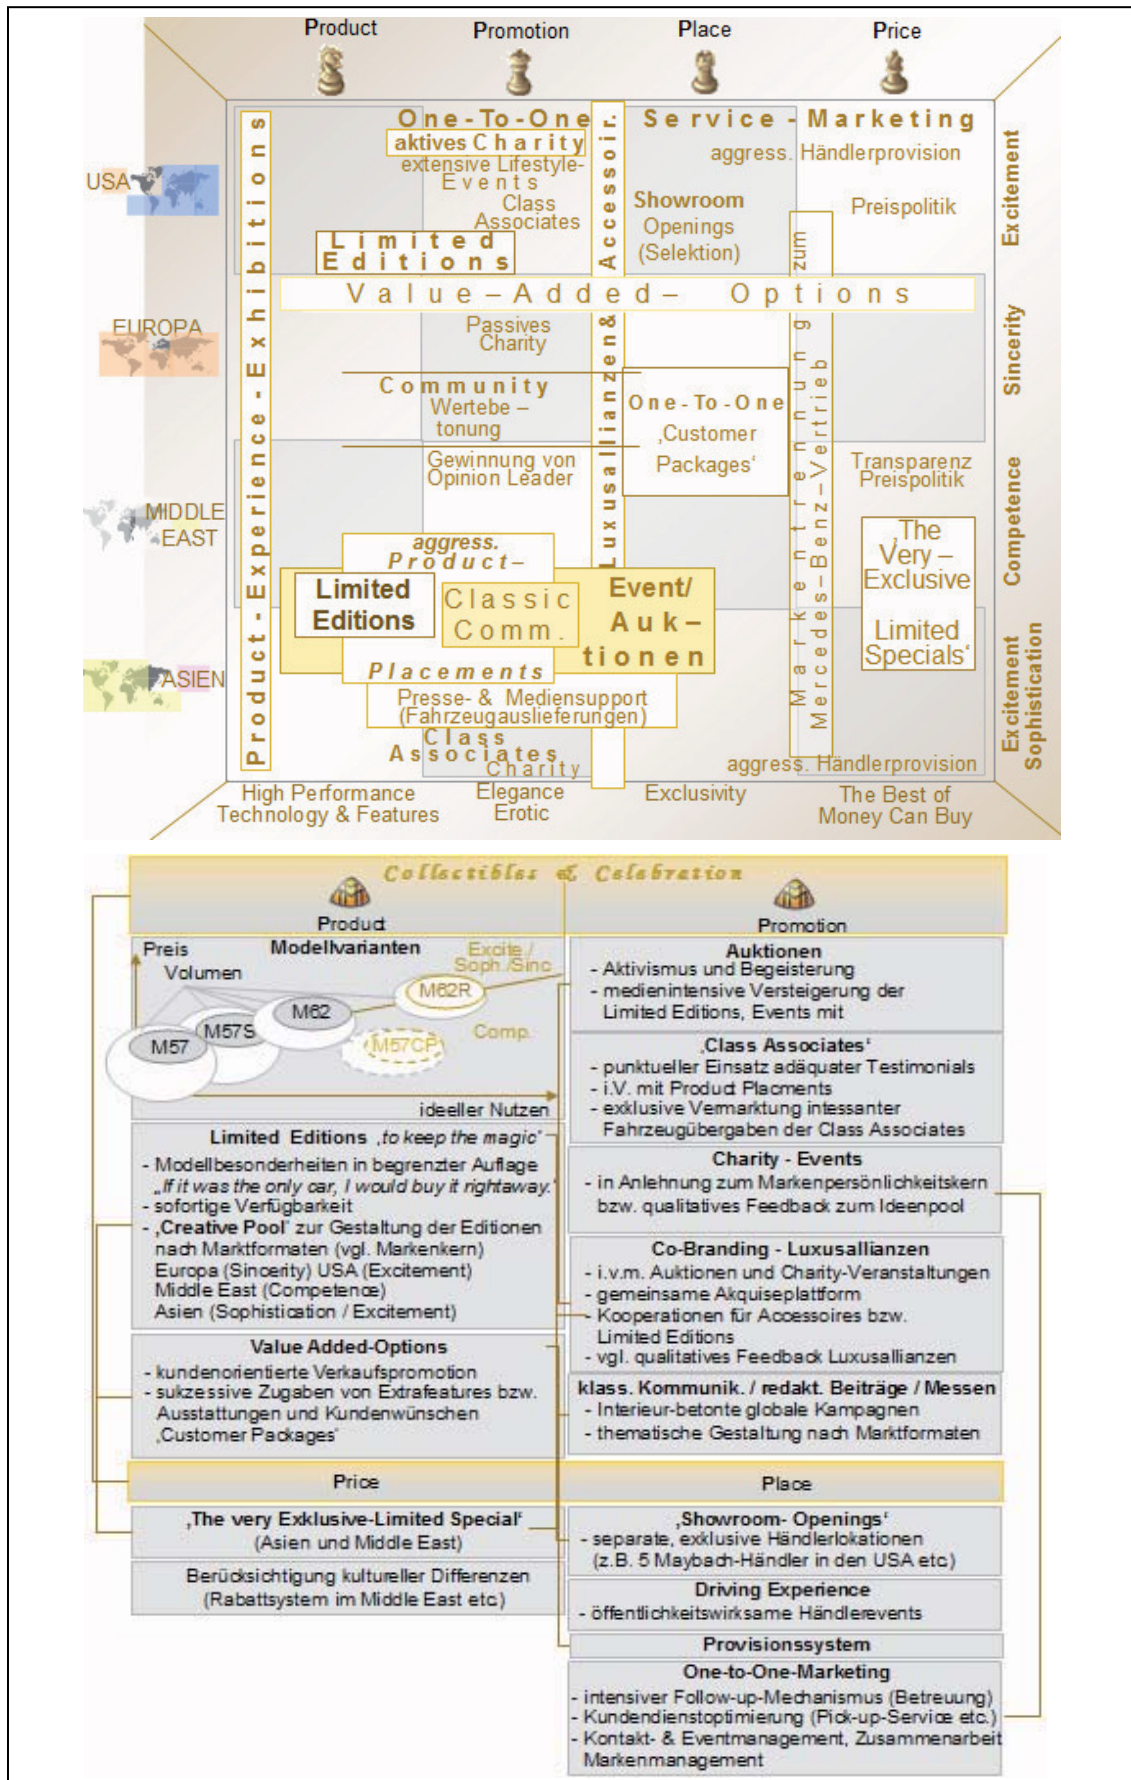 Product
Promotion
Place
Price
One-To-One Service-Marketing
aktives Charity
aggress. Händlerprovision
extensive Lifestyle-
Events
Class
Associates
Showroom
Openings
(Selektion)
Preispolitik
Limited
Editions
Value–Added– Options
USA
EUROPA
MIDDLE
EAST
ASIEN
Product-Experience-Exhibitions
Luxusallianzen& Accessoir.
Markentrennung zum
Mercedes–Benz–Vertrieb
Excitement
Sincerity
Competence
Excitement
Sophistication
Passives
Charity
Community
Wertebe –
tonung
One-To-One
‚Customer
Packages‘
Gewinnung von
Opinion Leader
Transparenz
Preispolitik
aggress.
Product–
Limited
Editions
Classic
Comm.
Event/
Auk–
tionen
‚The
Very –
Exclusive
Limited
Specials‘
Placements
Presse- & Mediensupport
(Fahrzeugauslieferungen)
Class
Associates
Charity
aggress. Händlerprovision
High Performance
Technology & Features
Elegance
Erotic
Exclusivity
The Best of
Money Can Buy
Collectibles & Celebration
Product
Promotion
Preis
Modellvarianten
Excite /
Soph./Sinc
Volumen
M62R
M62
M57S
M57
M57CP
Comp.
ideeller Nutzen
Limited Editions ‚to keep the magic‘
- Modellbesonderheiten in begrenzter Auflage
„If it was the only car, I would buy it rightaway.“
- sofortige Verfügbarkeit
- ‚Creative Pool‘ zur Gestaltung der Editionen
nach Marktformaten (vgl. Markenkern)
Europa (Sincerity) USA (Excitement)
Middle East (Competence)
Asien (Sophistication / Excitement)
Value Added-Options
- kundenorientierte Verkaufspromotion
- sukzessive Zugaben von Extrafeatures bzw.
Ausstattungen und Kundenwünschen
‚Customer Packages‘
Auktionen
- Aktivismus und Begeisterung
- medienintensive Versteigerung der
Limited Editions, Events mit
‚Class Associates‘
- punktueller Einsatz adäquater Testimonials
- i.V. mit Product Placments
- exklusive Vermarktung intessanter
Fahrzeugübergaben der Class Associates
Charity - Events
- in Anlehnung zum Markenpersönlichkeitskern
bzw. qualitatives Feedback zum Ideenpool
Co-Branding - Luxusallianzen
- i.v.m. Auktionen und Charity-Veranstaltungen
- gemeinsame Akquiseplattform
- Kooperationen für Accessoires bzw.
Limited Editions
- vgl. qualitatives Feedback Luxusallianzen
klass. Kommunik. / redakt. Beiträge / Messen
- Interieur-betonte globale Kampagnen
- thematische Gestaltung nach Marktformaten
Price
Place
‚The very Exklusive-Limited Special‘
(Asien und Middle East)
Berücksichtigung kultureller Differenzen
(Rabattsystem im Middle East etc.)
‚Showroom- Openings‘
- separate, exklusive Händlerlokationen
(z.B. 5 Maybach-Händler in den USA etc.)
Driving Experience
- öffentlichkeitswirksame Händlerevents
Provisionssystem
One-to-One-Marketing
- intensiver Follow-up-Mechanismus (Betreuung)
- Kundendienstoptimierung (Pick-up-Service etc.)
- Kontakt- & Eventmanagement, Zusammenarbeit
Markenmanagement